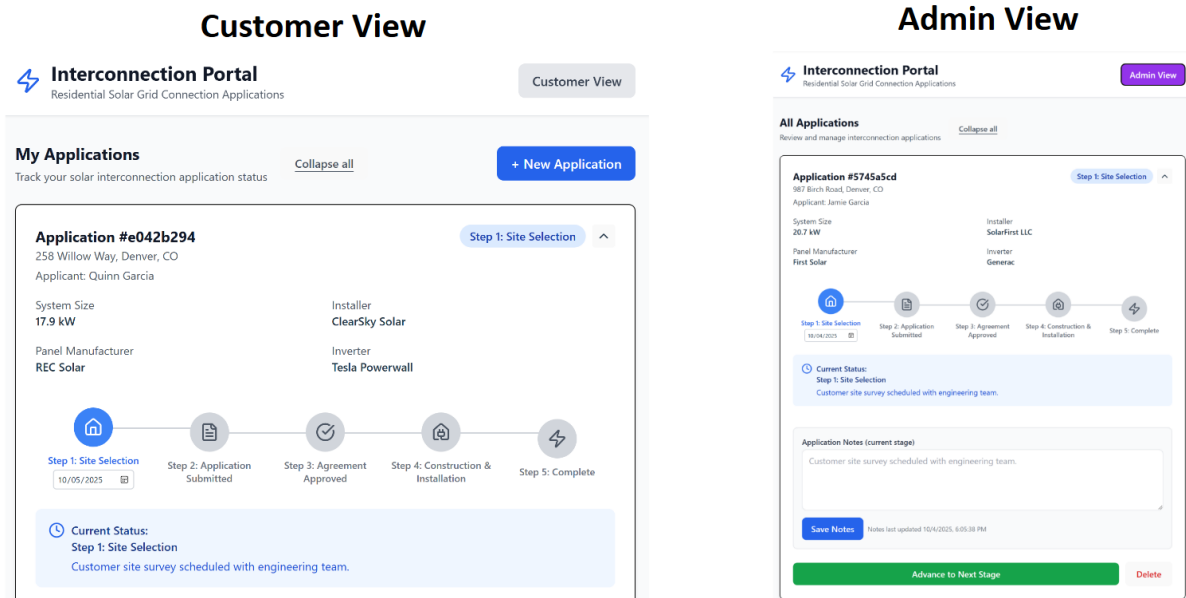 Customer View
Interconnection Portal
Residential Solar Grid Connection Applications
Customer View
My Applications
Track your solar interconnection application status
Collapse all
+ New Application
Application #e042b294
258 Willow Way, Denver, CO
Applicant: Quinn Garcia
Step 1: Site Selection
System Size
17.9 kW
Installer
ClearSky Solar
Panel Manufacturer
REC Solar
Inverter
Tesla Powerwall
Step 1: Site Selection
10/05/2025
Step 2: Application
Submitted
Step 3: Agreement
Approved
Step 4: Construction &
Installation
Step 5: Complete
Current Status:
Step 1: Site Selection
Customer site survey scheduled with engineering team.
Admin View
Interconnection Portal
Residential Solar Grid Connection Applications
Admin View
All Applications
Review and manage interconnection applications
Collapse all
Application #5745a5cd
987 Birch Road, Denver, CO
Applicant: Jamie Garcia
Step 1: Site Selection
System Size
20.7 kW
Installer
SolarFirst LLC
Panel Manufacturer
First Solar
Inverter
Generac
Step 1: Site Selection
10/04/2025
Step 2: Application
Submitted
Step 3: Agreement
Approved
Step 4: Construction &
Installation
Step 5: Complete
Current Status:
Step 1: Site Selection
Customer site survey scheduled with engineering team.
Application Notes (current stage)
Customer site survey scheduled with engineering team.
Save Notes
Notes last updated 10/4/2025, 6:05:38 PM
Advance to Next Stage
Delete